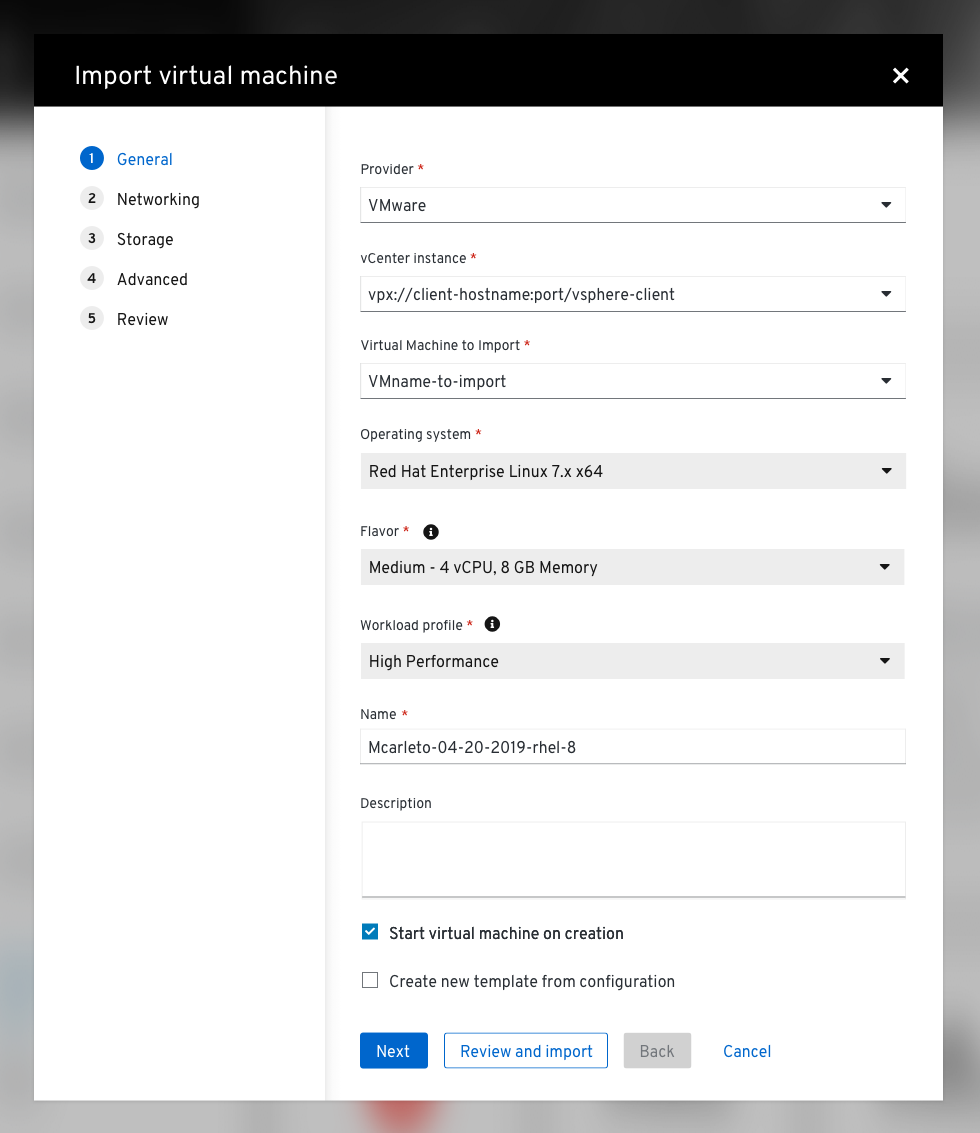 Import virtual machine
1 General
2 Networking
3 Storage
4 Advanced
5 Review
Provider *
VMware
vCenter instance *
vpx://client-hostname:port/vsphere-client
Virtual Machine to Import *
VMname-to-import
Operating system *
Red Hat Enterprise Linux 7.x x64
Flavor *
Medium - 4 vCPU, 8 GB Memory
Workload profile *
High Performance
Name *
Mcarleto-04-20-2019-rhel-8
Description
Start virtual machine on creation
Create new template from configuration
Next Review and import Back Cancel